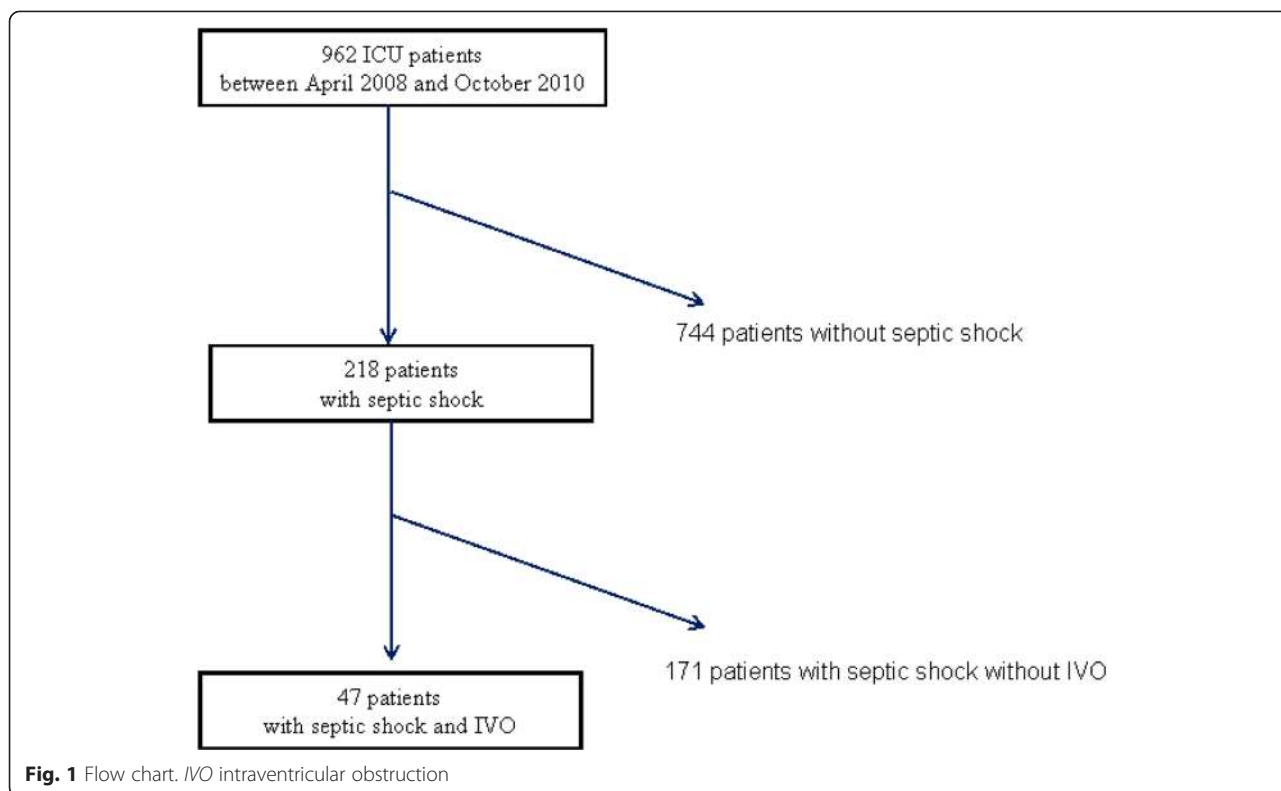 962 ICU patients
between April 2008 and October 2010
744 patients without septic shock
218 patients
with septic shock
171 patients with septic shock without IVO
47 patients
with septic shock and IVO
Fig. 1 Flow chart. IVO intraventricular obstruction